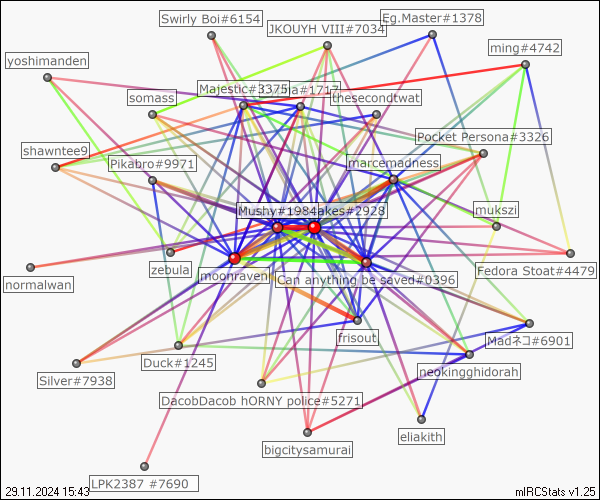 Swirly Boi#6154
JKOUYH VIII#7034
Eg.Master#1378
ming#4742
yoshimanden
somass
Majestic#3375
#1717
thesecondtwat
Pocket Persona#3326
shawntee9
Pikabro#9971
marcemadness
Mushy#1984
akes#2928
mukszi
zebula
moonraven
Can anything be saved#0396
Fedora Stoat#4479
normalwan
frisout
Madネコ#6901
Duck#1245
neokingghidorah
Silver#7938
DacobDacob hORNY police#5271
eliakith
bigcitysamurai
LPK2387 #7690
29.11.2024 15:43
mIRCStats v1.25